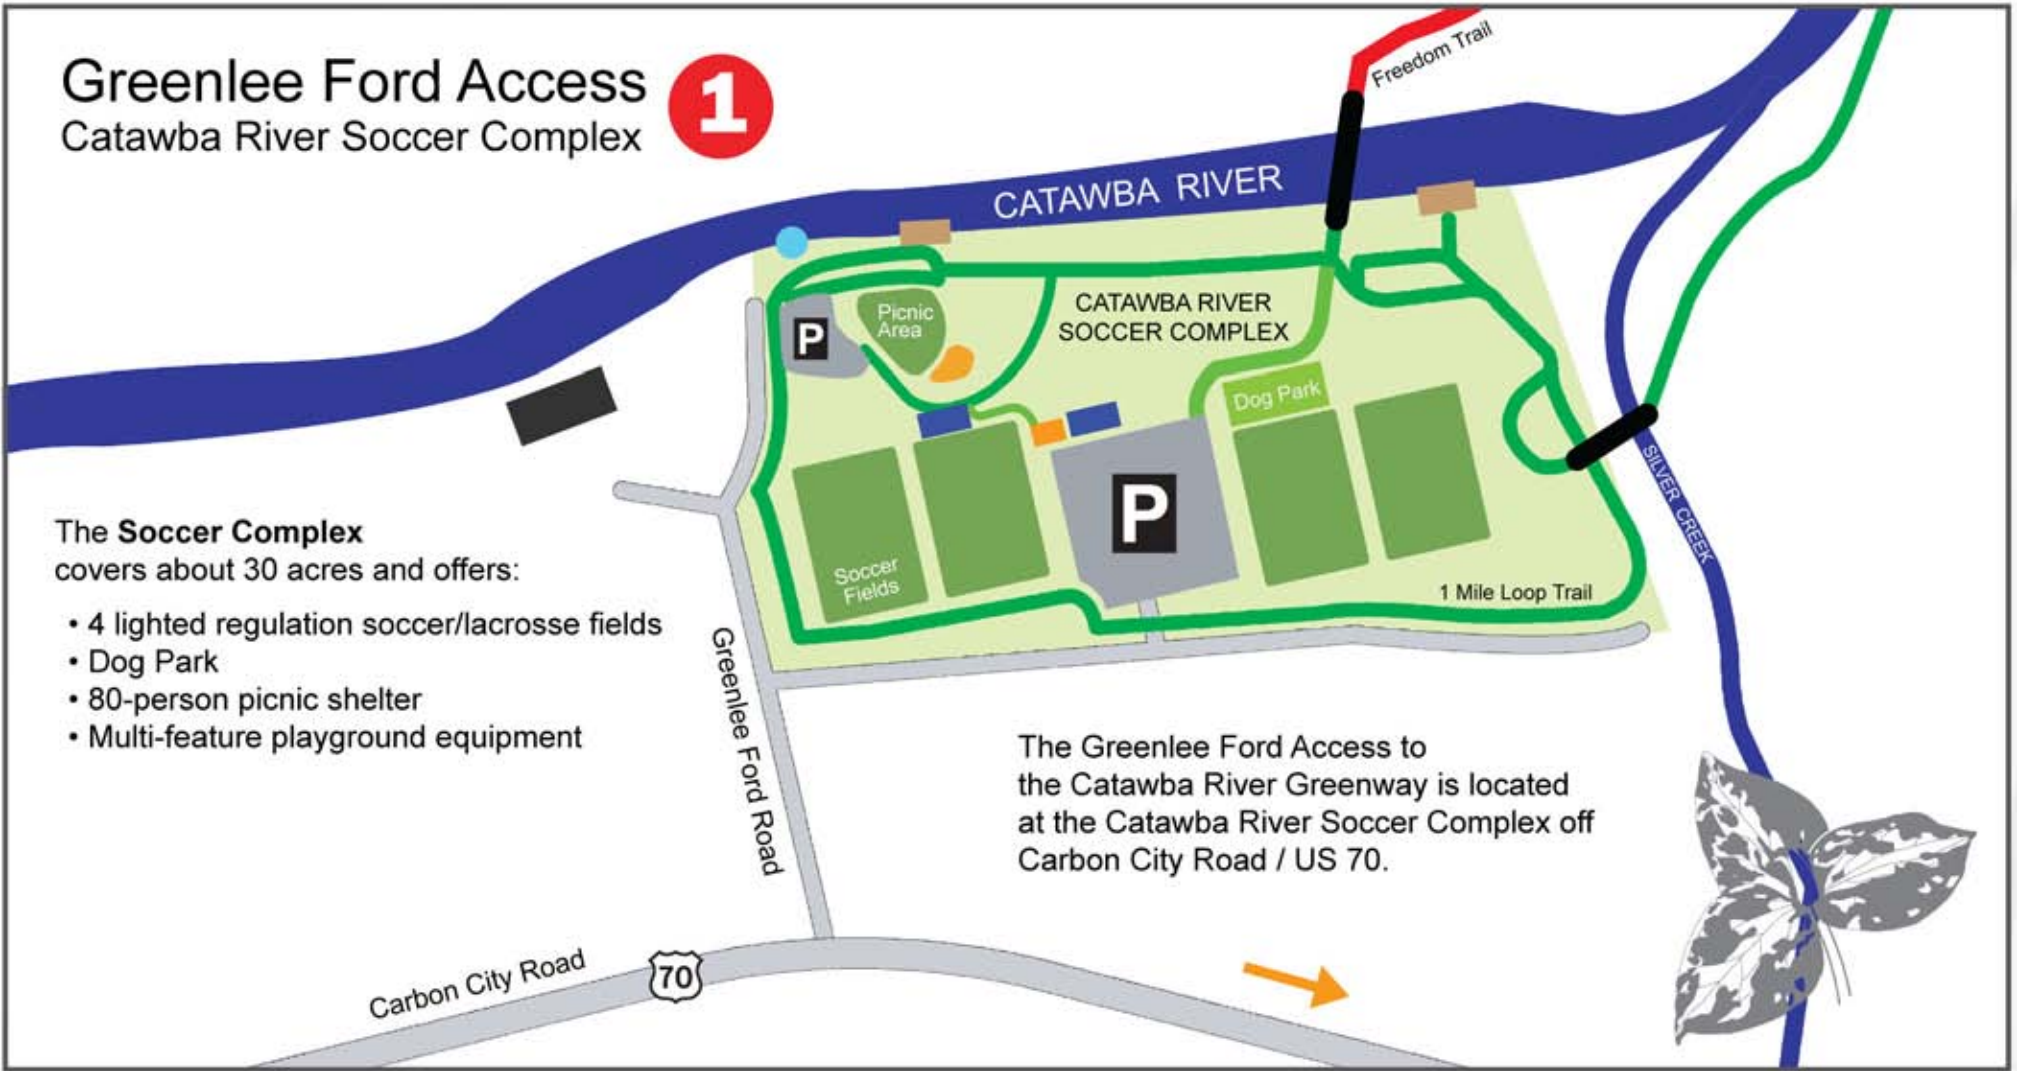 Greenlee Ford Access
Catawba River Soccer Complex
1
Freedom Trail
CATAWBA RIVER
CATAWBA RIVER
SOCCER COMPLEX
Picnic
Area
P
Dog Park
P
Soccer
Fields
1 Mile Loop Trail
SILVER CREEK
The Soccer Complex
covers about 30 acres and offers:
• 4 lighted regulation soccer/lacrosse fields
• Dog Park
• 80-person picnic shelter
• Multi-feature playground equipment
Greenlee Ford Road
The Greenlee Ford Access to
the Catawba River Greenway is located
at the Catawba River Soccer Complex off
Carbon City Road / US 70.
Carbon City Road
70